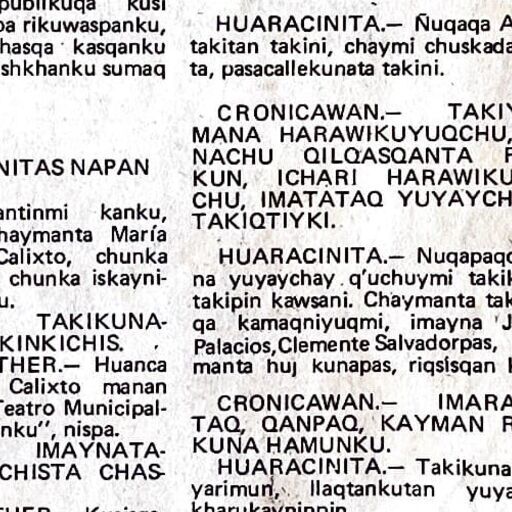 publikuqa kusi
pa rikuwaspanku,
hasqa kasqanku
shkhanku sumaq
NITAS NAPAN
antinmi kanku,
haymanta María
Calixto, chunka
chunka iskayni-
u.
TAKIKUNA-
KINKICHIS.
THER.— Huanca
Calixto manan
Teatro Municipal-
nku", nispa.
IMAYNATA-
CHISTA CHAS-
HUARACINITA.— Ñuqaqa A
takitan takini, chaymi chuskada
ta, pasacallekunata takini.
CRONICAWAN.— TAKIY
MANA HARAWIKUYUQCHU,
NACHU QILQASQANTA P
KUN, ICHARI HARAWIKU
CHU, IMATATAQ YUYAYCH
TAKIQTIYKI.
HUARACINITA.— Nuqapaqq
na yuyaychay q'uchuymi takik
takipin kawsani. Chaymanta tak
qa kamaqniyuqmi, imayna J
Palacios, Clemente Salvadorpas,
manta huj kunapas, riqsisqan k
CRONICAWAN.— IMARA
TAQ, QANPAQ, KAYMAN R
KUNA HAMUNKU.
HUARACINITA.— Takikuna
yarimun, llaqtankutan yuya
kharukayninpin